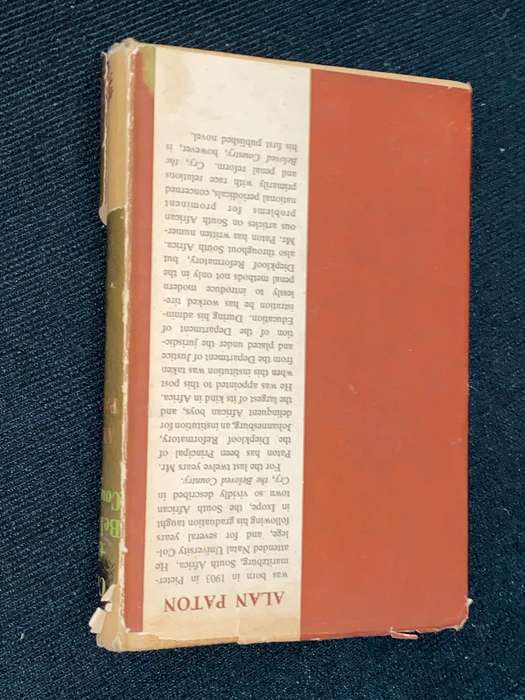 ALAN PATON
was born in 1903 in Pieter-
maritzburg, South Africa. He
attended Natal University Col-
lege, and for several years
following his graduation taught
in Ixopo, the South African
town so vividly described in
Cry, the Beloved Country.
For the last twelve years Mr.
Paton has been Principal of
the Diepkloof Reformatory,
Johannesburg, an institution for
delinquent African boys, and
the largest of its kind in Africa.
He was appointed to this post
when this institution was taken
from the Department of Justice
and placed under the jurisdic-
tion of the Department of
Education. During his admin-
istration he has worked tire-
lessly to introduce modern
penal methods not only in the
Diepkloof Reformatory, but
also throughout South Africa.
Mr. Paton has written numer-
ous articles on South African
problems for prominent
national periodicals, concerned
primarily with race relations
and penal reform. Cry, the
Beloved Country, however, is
his first published novel.